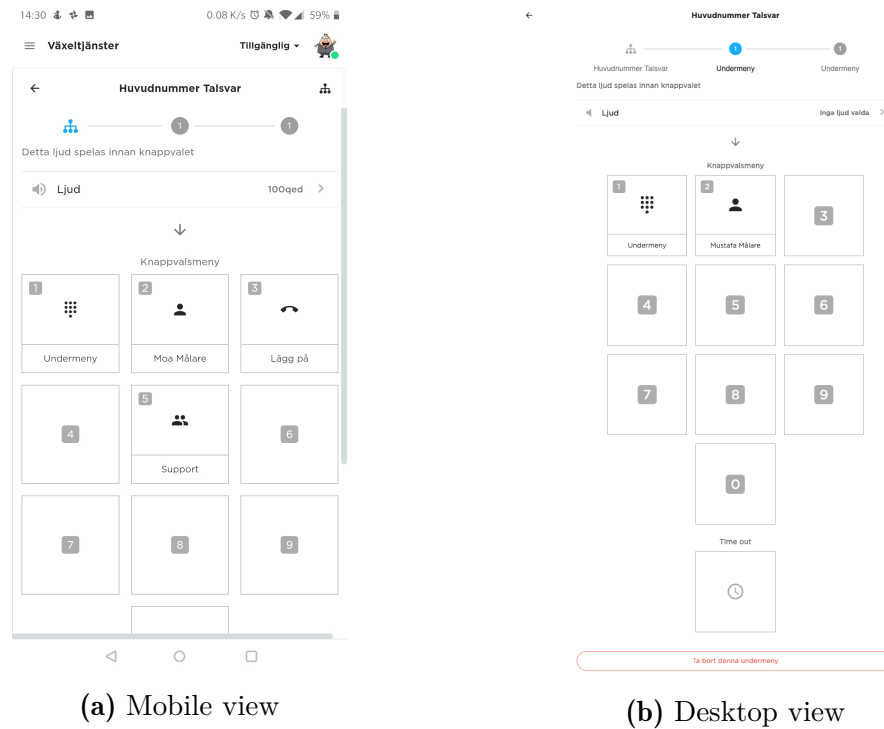 14:30 0.08 K/s 59%
Växeltjänster Tillgänglig
Huvudnummer Talsvar
1 1
Detta ljud spelas innan knappvalet
Ljud 100qed
Knappvalsmeny
1 2 3
Undermeny Moa Målare Lägg på
4 5 6
Support
7 8 9
(a) Mobile view
Huvudnummer Talsvar
1 1
Huvudnummer Talsvar Undermeny Undermeny
Detta ljud spelas innan knappvalet
Ljud Inga ljud valda
Knappvalsmeny
1 2 3
Undermeny Mustafa Målare
4 5 6
7 8 9
0
Time out
Ta bort denna undermeny
(b) Desktop view